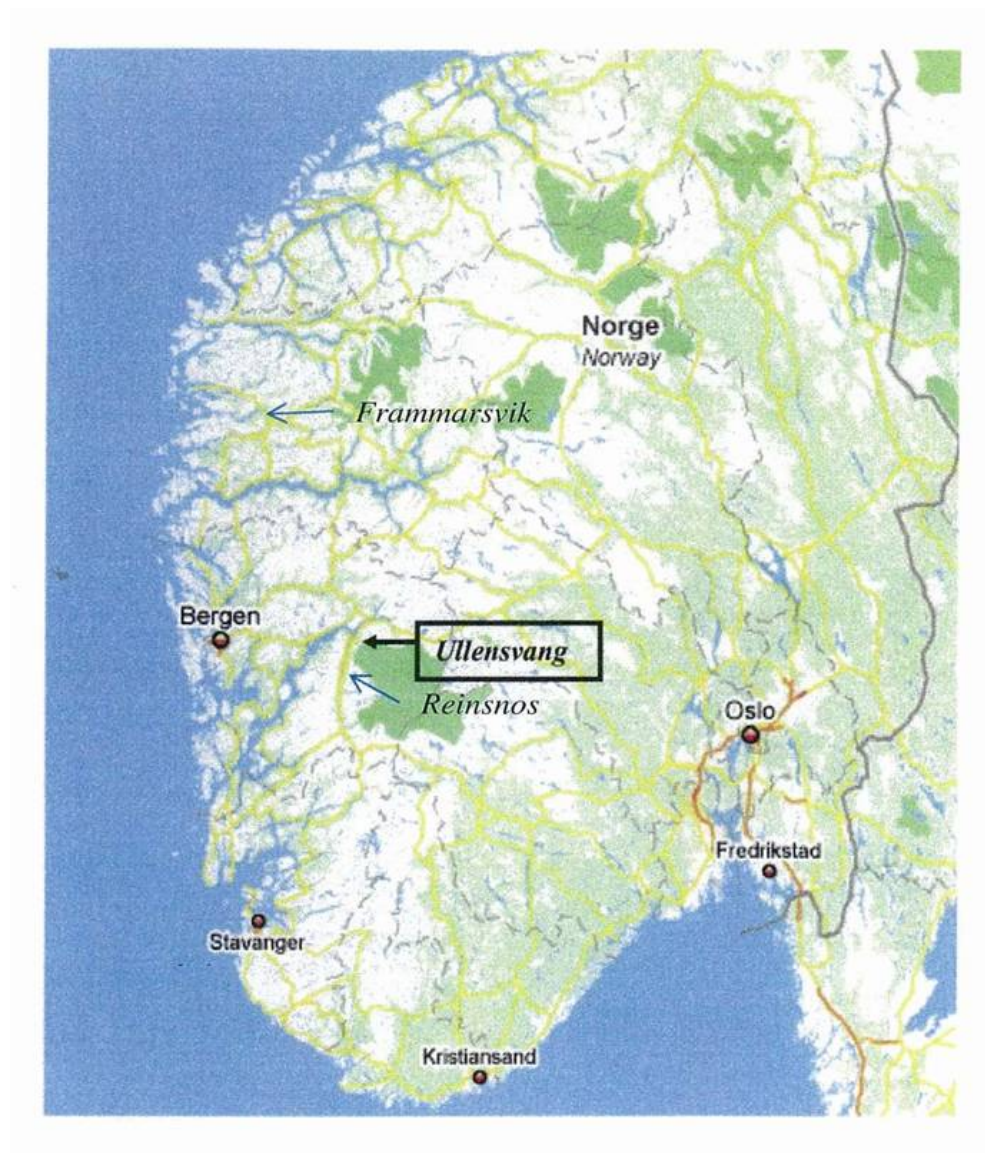 Norge
Norway
Frammarsvik
Bergen
Ullensvang
Reinsnos
Oslo
Fredrikstad
Stavanger
Kristiansand